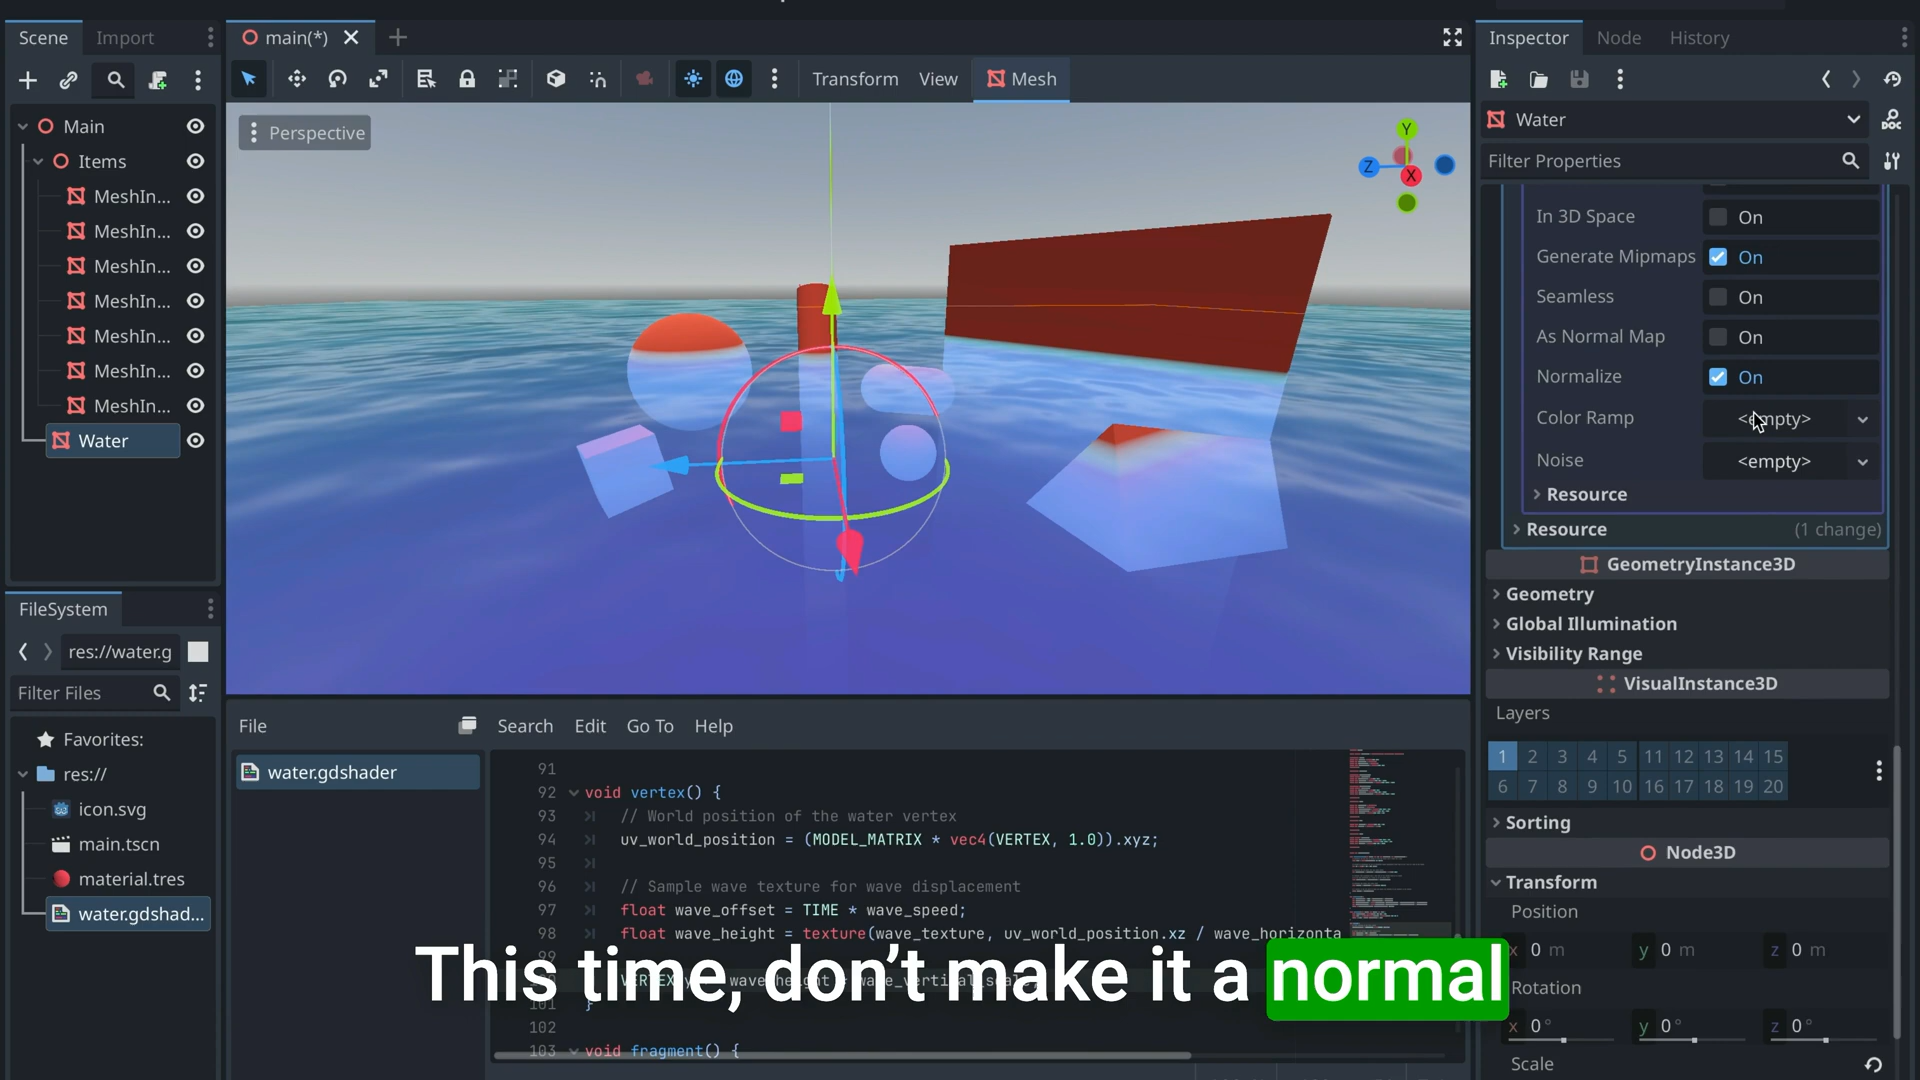 Scene
Import
main(*)
Inspector
Node
History
Transform
View
Mesh
Water
Filter Properties
Main
Items
MeshIn...
MeshIn...
MeshIn...
MeshIn...
MeshIn...
MeshIn...
MeshIn...
Water
Perspective
Y
Z
X
In 3D Space
On
Generate Mipmaps
On
Seamless
On
As Normal Map
On
Normalize
On
Color Ramp
<empty>
Noise
<empty>
Resource
Resource
(1 change)
GeometryInstance3D
Geometry
Global Illumination
Visibility Range
VisualInstance3D
Layers
1 2 3 4 5 11 12 13 14 15
6 7 8 9 10 16 17 18 19 20
Sorting
Node3D
Transform
Position
x 0 m y 0 m z 0 m
Rotation
x 0 ° y 0 ° z 0 °
Scale
FileSystem
res://water.g
Filter Files
Favorites:
res://
icon.svg
main.tscn
material.tres
water.gdshad...
File
Search
Edit
Go To
Help
water.gdshader
91
92 void vertex() {
93 // World position of the water vertex
94 uv_world_position = (MODEL_MATRIX * vec4(VERTEX, 1.0)).xyz;
95
96 // Sample wave texture for wave displacement
97 float wave_offset = TIME * wave_speed;
98 float wave_height = texture(wave_texture, uv_world_position.xz / wave_horizonta
99
101 }
102
103 void fragment() {
This time, don't make it a normal